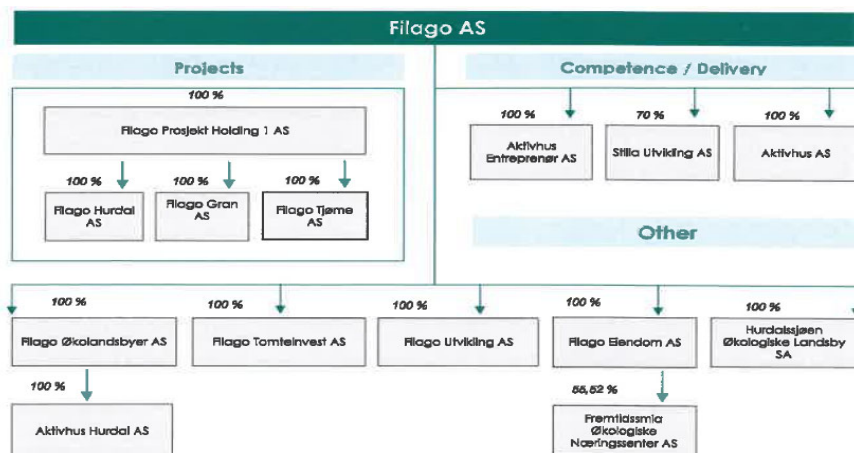 Filago AS
Projects
Competence / Delivery
100 %
Filago Prosjekt Holding 1 AS
100 %
100 %
100 %
Filago Hurdal
AS
Filago Gran
AS
Filago Tjøme
AS
100 %
70 %
100 %
Aktivhus
Entreprenør AS
Stilla Utvikling AS
Aktivhus AS
Other
100 %
100 %
100 %
100 %
100 %
Filago Økolandsbyer AS
Filago Tomteinvest AS
Filago Utvikling AS
Filago Eiendom AS
Hurdalssjøen
Økologiske Landsby
SA
100 %
55,52 %
Aktivhus Hurdal AS
Fremtidssmia
Økologiske
Næringssenter AS